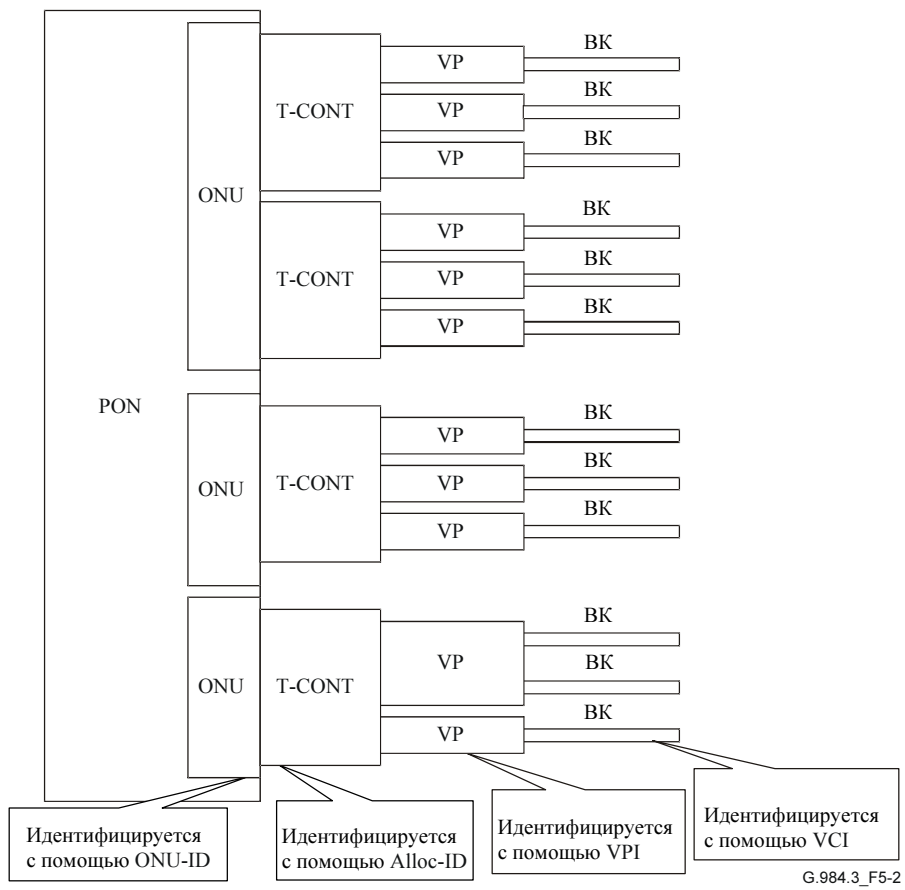 ВК
VP
ВК
T-CONT
VP
ВК
VP
ONU
ВК
VP
ВК
T-CONT
VP
ВК
VP
PON
ВК
VP
ВК
ONU
T-CONT
VP
ВК
VP
ВК
ONU
T-CONT
VP
ВК
ВК
VP
Идентифицируется
с помощью ONU-ID
Идентифицируется
с помощью Alloc-ID
Идентифицируется
с помощью VPI
Идентифицируется
с помощью VCI
G.984.3_F5-2